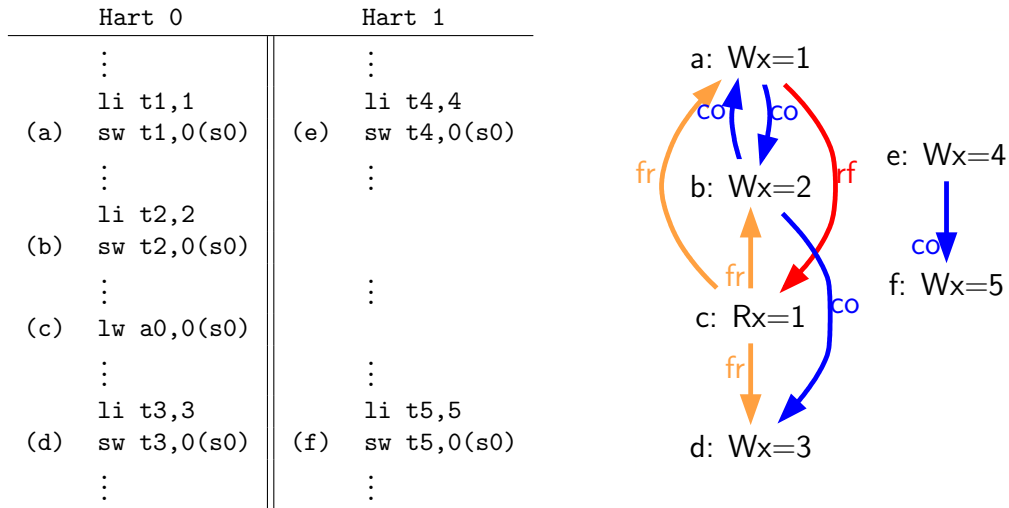 Hart 0 Hart 1
⋮ ⋮
li t1,1 li t4,4
(a) sw t1,0(s0) (e) sw t4,0(s0)
⋮ ⋮
li t2,2
(b) sw t2,0(s0)
⋮ ⋮
(c) lw a0,0(s0)
⋮ ⋮
li t3,3 li t5,5
(d) sw t3,0(s0) (f) sw t5,0(s0)
⋮ ⋮
a: Wx=1
co co
fr rf
b: Wx=2
fr
c: Rx=1
co
fr
d: Wx=3
e: Wx=4
co
f: Wx=5